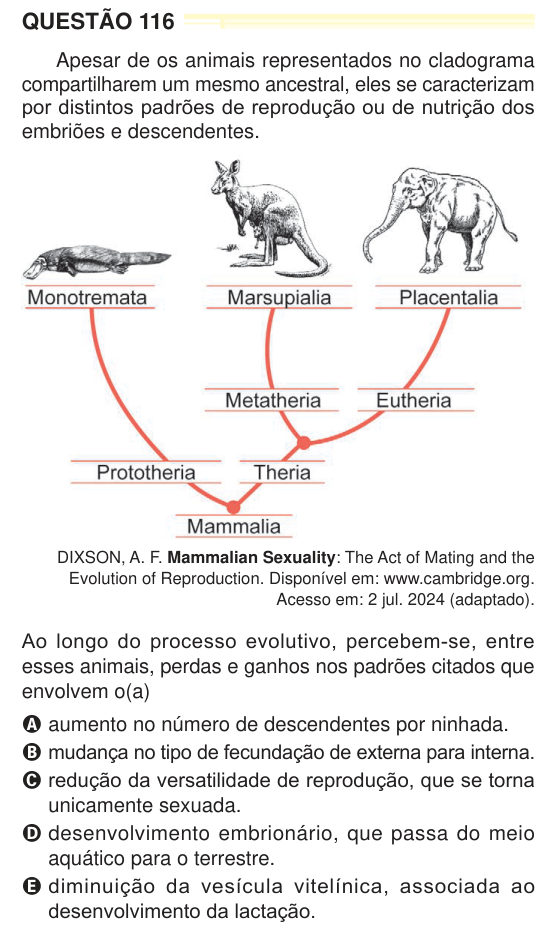 QUESTÃO 116
Apesar de os animais representados no cladograma
compartilharem um mesmo ancestral, eles se caracterizam
por distintos padrões de reprodução ou de nutrição dos
embriões e descendentes.
Monotremata
Marsupialia
Placentalia
Metatheria
Eutheria
Prototheria
Theria
Mammalia
DIXSON, A. F. Mammalian Sexuality: The Act of Mating and the
Evolution of Reproduction. Disponível em: www.cambridge.org.
Acesso em: 2 jul. 2024 (adaptado).
Ao longo do processo evolutivo, percebem-se, entre
esses animais, perdas e ganhos nos padrões citados que
envolvem o(a)
A aumento no número de descendentes por ninhada.
B mudança no tipo de fecundação de externa para interna.
C redução da versatilidade de reprodução, que se torna
unicamente sexuada.
D desenvolvimento embrionário, que passa do meio
aquático para o terrestre.
E diminuição da vesícula vitelínica, associada ao
desenvolvimento da lactação.